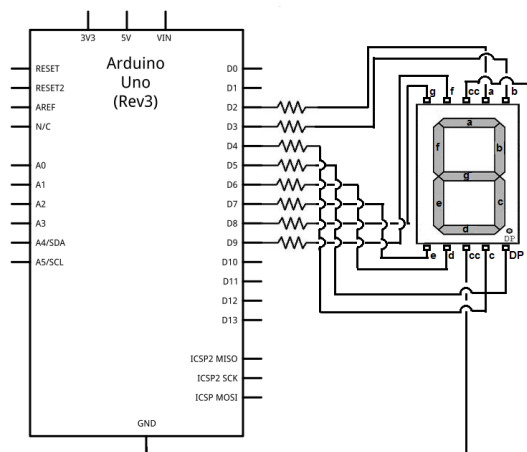 3V3 5V VIN
Arduino
Uno
(Rev3)
RESET
RESET2
AREF
N/C
A0
A1
A2
A3
A4/SDA
A5/SCL
D0
D1
D2
D3
D4
D5
D6
D7
D8
D9
D10
D11
D12
D13
ICSP2 MISO
ICSP2 SCK
ICSP MOSI
GND
g f cc a b
a
f b
g
e c
d
DP
e d cc c DP